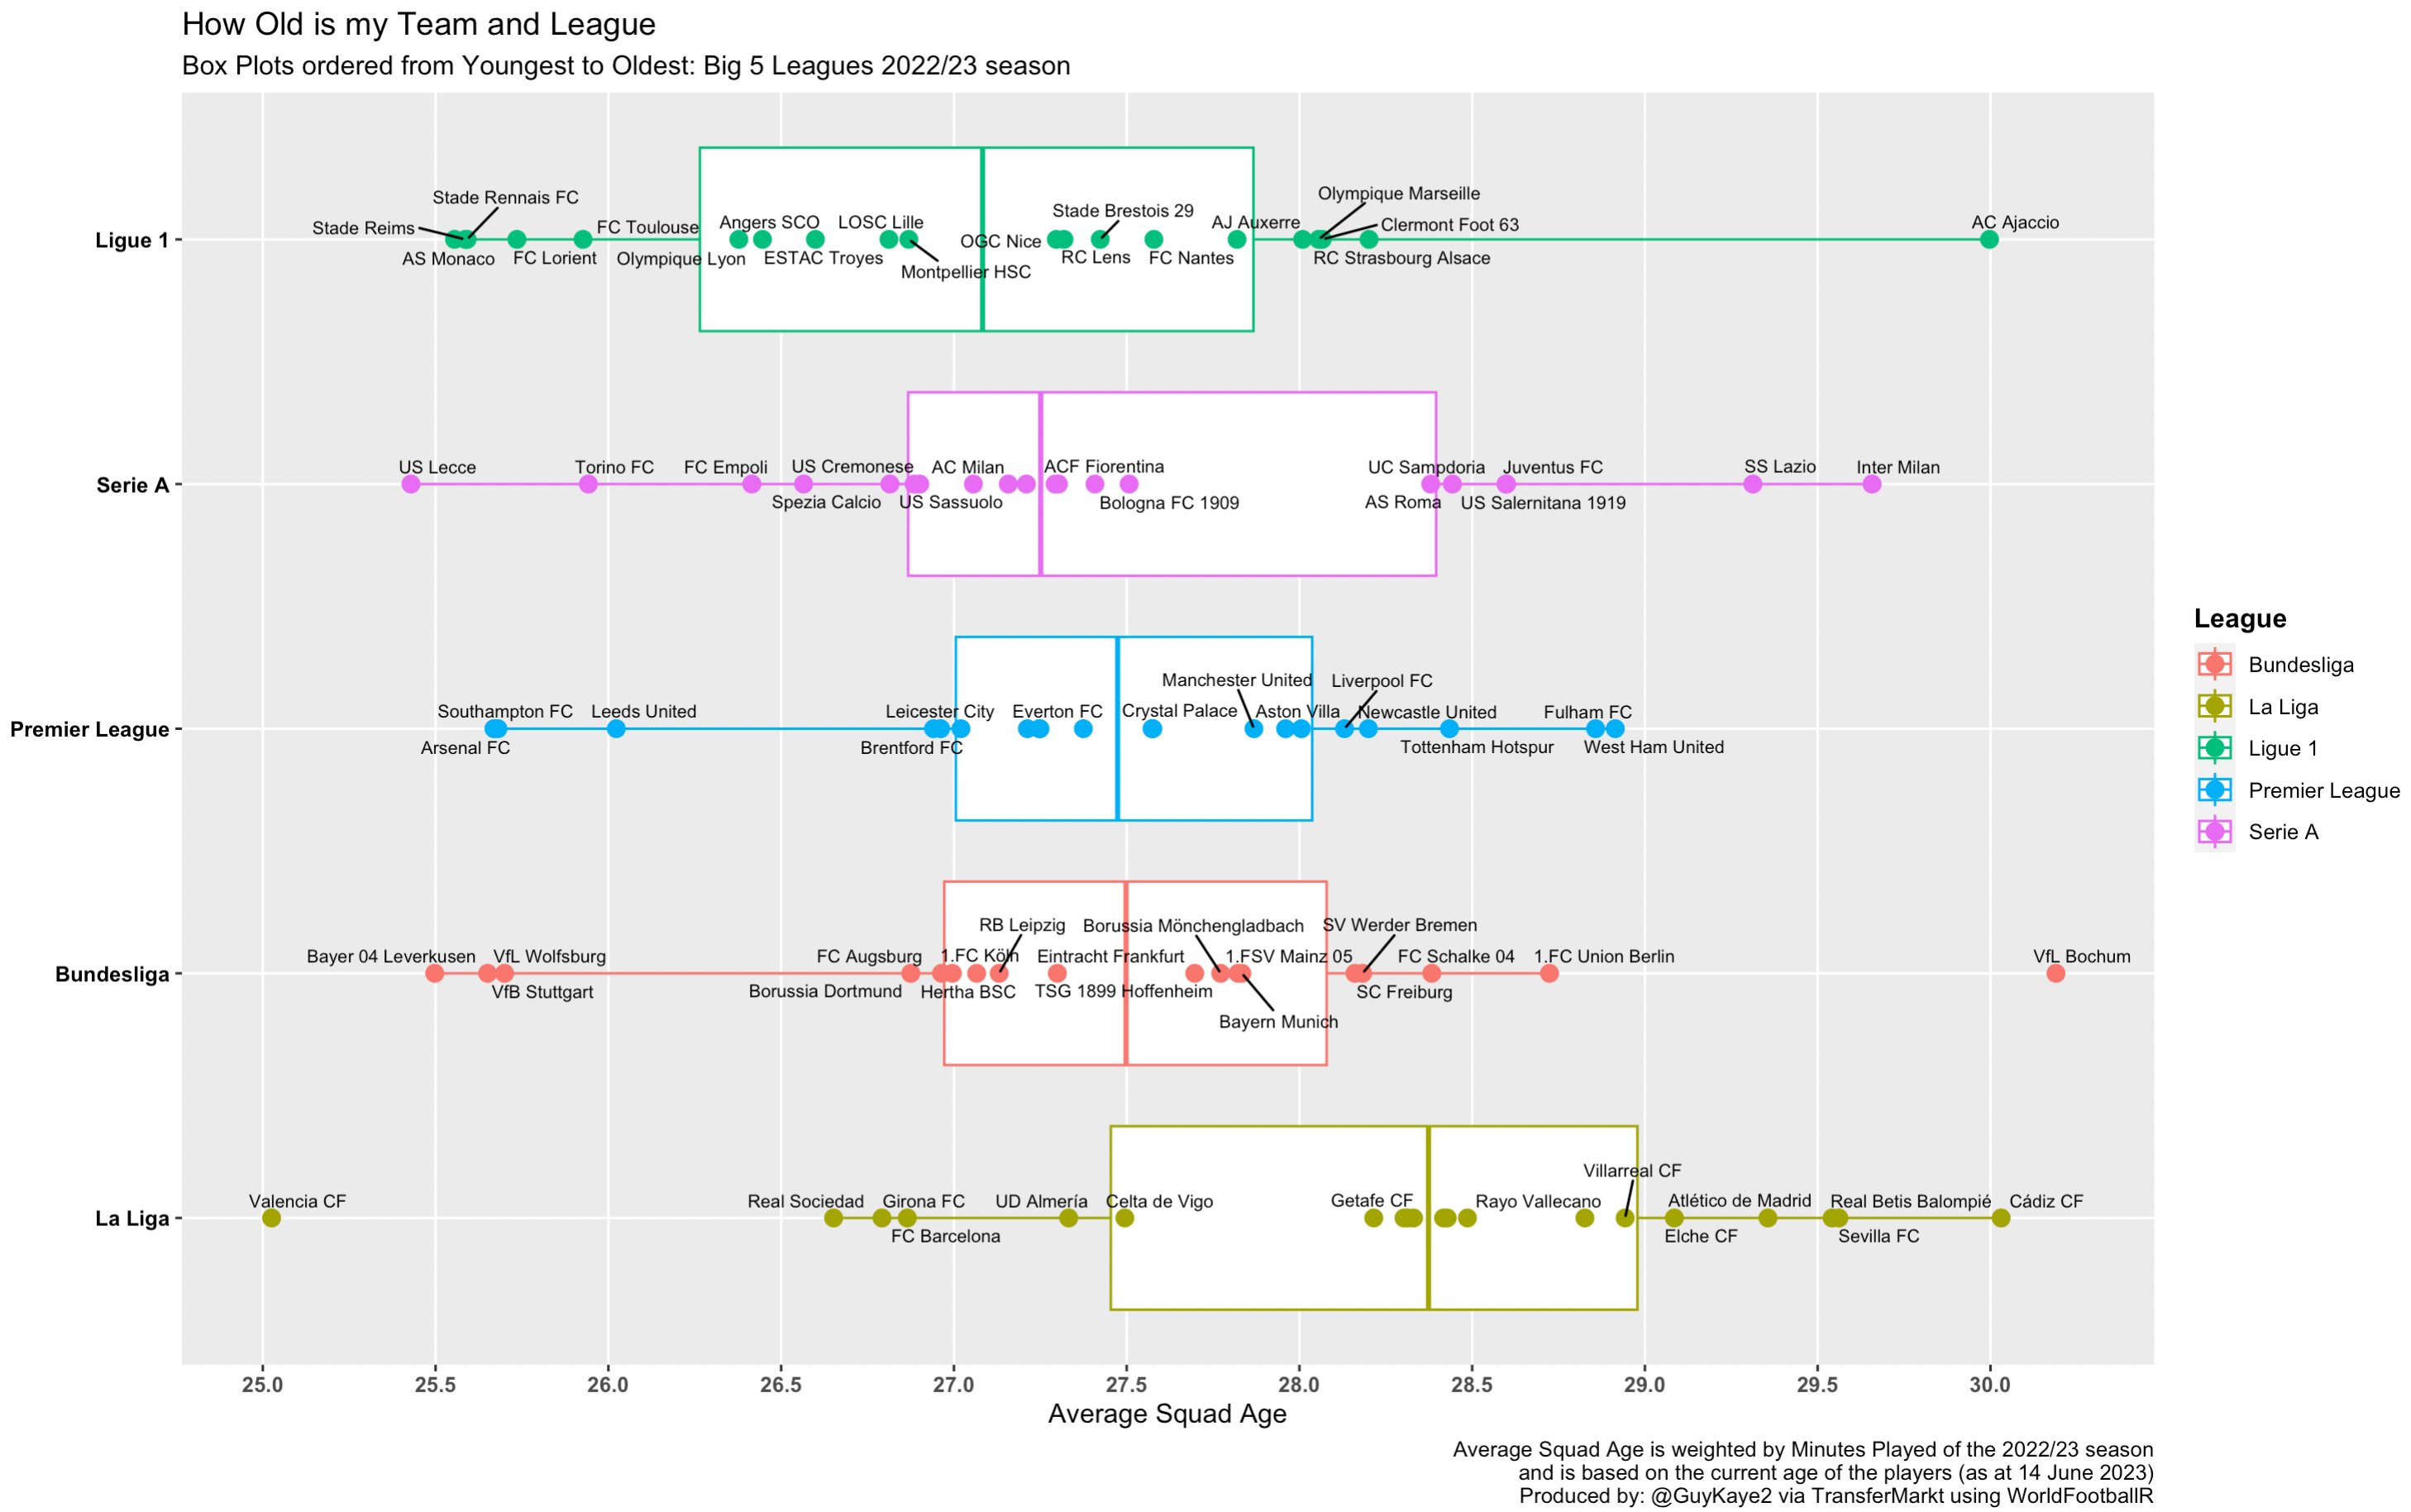 How Old is my Team and League
Box Plots ordered from Youngest to Oldest: Big 5 Leagues 2022/23 season
Ligue 1
Stade Rennais FC
Stade Reims
AS Monaco
FC Lorient
FC Toulouse
Olympique Lyon
Angers SCO
ESTAC Troyes
LOSC Lille
Montpellier HSC
OGC Nice
Stade Brestois 29
RC Lens
FC Nantes
AJ Auxerre
Olympique Marseille
Clermont Foot 63
RC Strasbourg Alsace
AC Ajaccio
Serie A
US Lecce
Torino FC
FC Empoli
Spezia Calcio
US Cremonese
US Sassuolo
AC Milan
ACF Fiorentina
Bologna FC 1909
UC Sampdoria
AS Roma
US Salernitana 1919
Juventus FC
SS Lazio
Inter Milan
Premier League
Southampton FC
Arsenal FC
Leeds United
Leicester City
Brentford FC
Everton FC
Crystal Palace
Manchester United
Aston Villa
Liverpool FC
Newcastle United
Tottenham Hotspur
Fulham FC
West Ham United
Bundesliga
Bayer 04 Leverkusen
VfL Wolfsburg
VfB Stuttgart
FC Augsburg
Borussia Dortmund
1.FC Köln
Hertha BSC
RB Leipzig
Eintracht Frankfurt
TSG 1899 Hoffenheim
Borussia Mönchengladbach
1.FSV Mainz 05
Bayern Munich
SV Werder Bremen
SC Freiburg
FC Schalke 04
1.FC Union Berlin
VfL Bochum
La Liga
Valencia CF
Real Sociedad
Girona FC
FC Barcelona
UD Almería
Celta de Vigo
Getafe CF
Rayo Vallecano
Villarreal CF
Elche CF
Atlético de Madrid
Real Betis Balompié
Sevilla FC
Cádiz CF
25.0 25.5 26.0 26.5 27.0 27.5 28.0 28.5 29.0 29.5 30.0
Average Squad Age
League
Bundesliga
La Liga
Ligue 1
Premier League
Serie A
Average Squad Age is weighted by Minutes Played of the 2022/23 season
and is based on the current age of the players (as at 14 June 2023)
Produced by: @GuyKaye2 via TransferMarkt using WorldFootballR